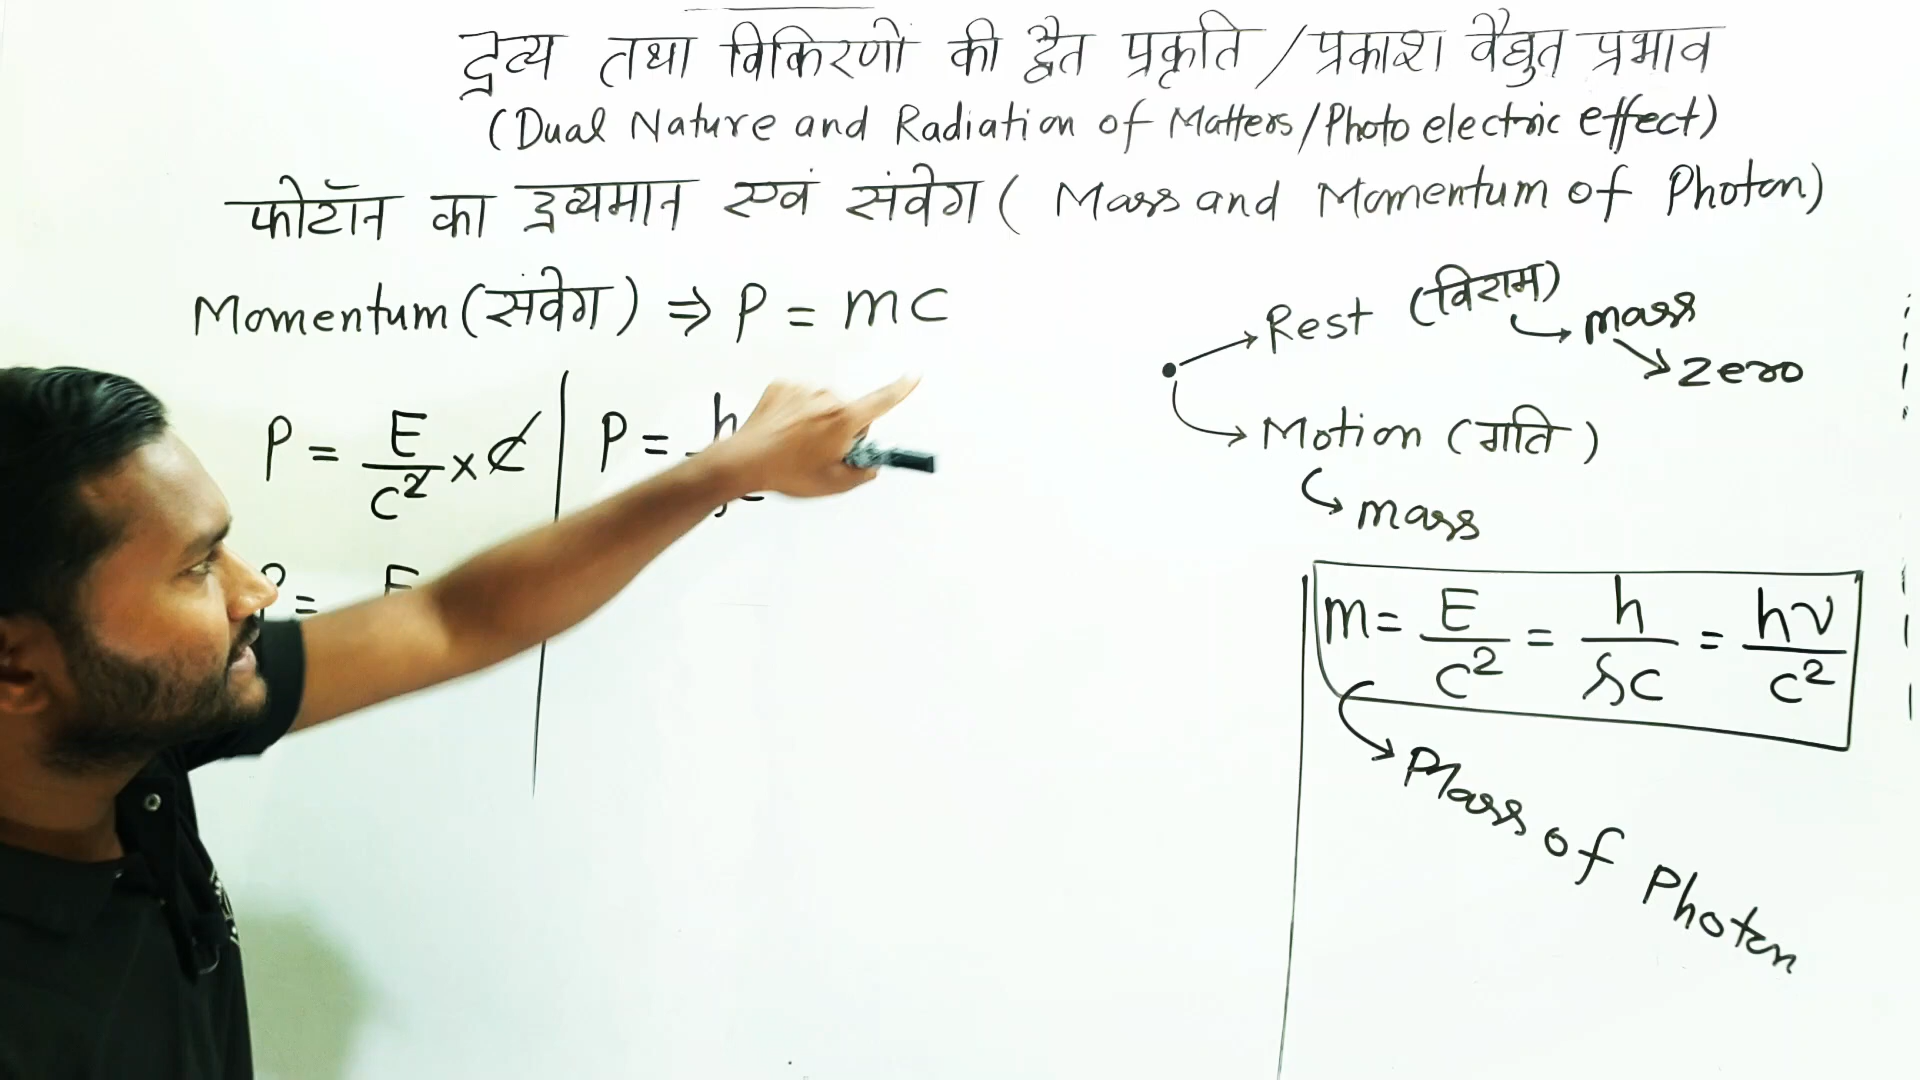 द्रव्य तथा विकिरणों की द्वैत प्रकृति / प्रकाश वैद्युत प्रभाव
(Dual Nature and Radiation of Matters/Photo electric effect)
फोटॉन का द्रव्यमान एवं संवेग ( Mass and Momentum of Photon)
Momentum (संवेग) ⇒ P = mc
P = E/c² × c
P = h
P = E
Rest (विराम) → mass → zero
Motion (गति)
mass
m = E/c² = h/λc = hν/c²
Mass of Photon